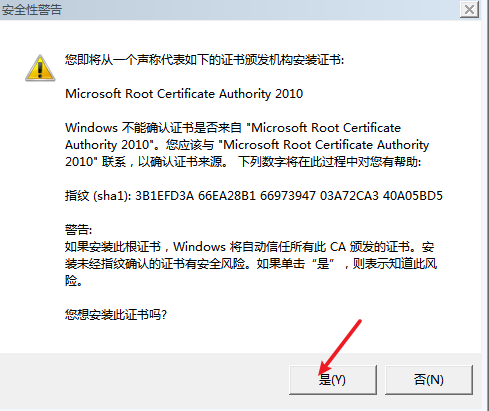 安全性警告
您即将从一个声称代表如下的证书颁发机构安装证书:
Microsoft Root Certificate Authority 2010
Windows 不能确认证书是否来自 "Microsoft Root Certificate
Authority 2010"。您应该与 "Microsoft Root Certificate Authority
2010" 联系，以确认证书来源。 下列数字将在此过程中对您有帮助:
指纹 (sha1): 3B1EFD3A 66EA28B1 66973947 03A72CA3 40A05BD5
警告:
如果安装此根证书，Windows 将自动信任所有此 CA 颁发的证书。安
装未经指纹确认的证书有安全风险。如果单击“是”，则表示知道此风
险。
您想安装此证书吗?
是(Y)
否(N)